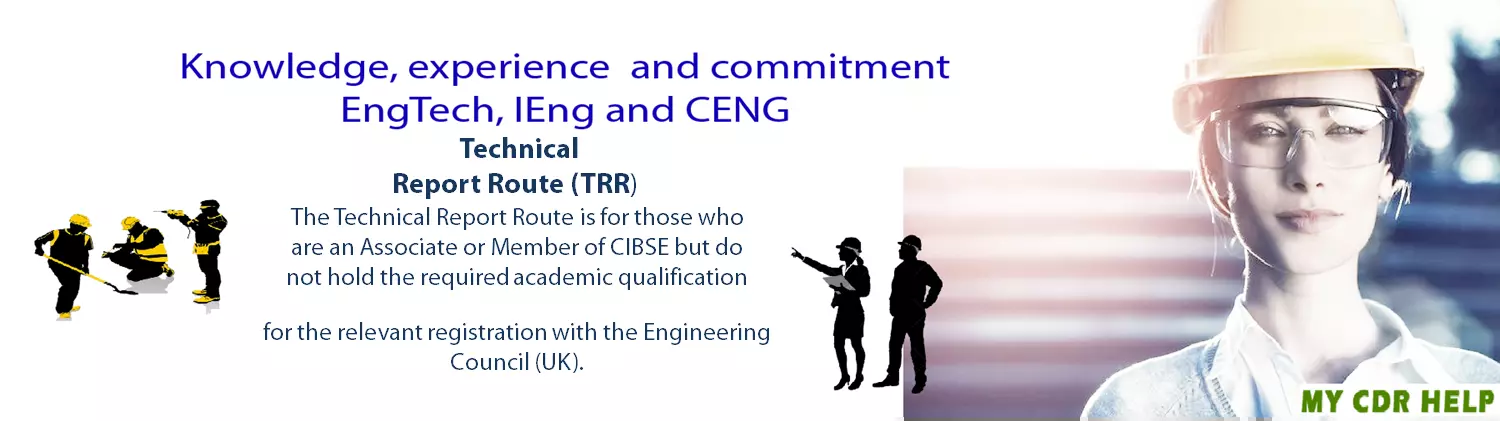 Knowledge, experience and commitment
EngTech, IEng and CENG
Technical
Report Route (TRR)
The Technical Report Route is for those who
are an Associate or Member of CIBSE but do
not hold the required academic qualification
for the relevant registration with the Engineering
Council (UK).
MY CDR HELP